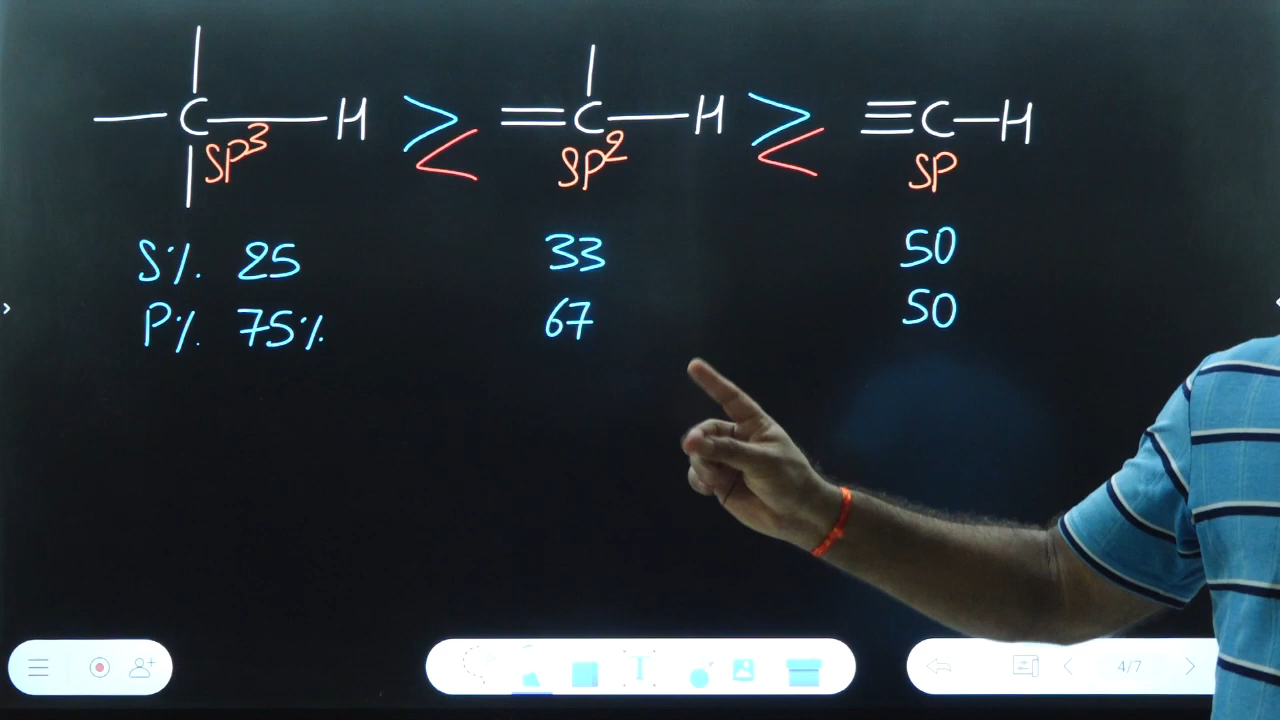 —C—H > < =C—H > < ≡C—H
SP³ SP² SP
S%. 25 33 50
P%. 75% 67 50
T 4/7